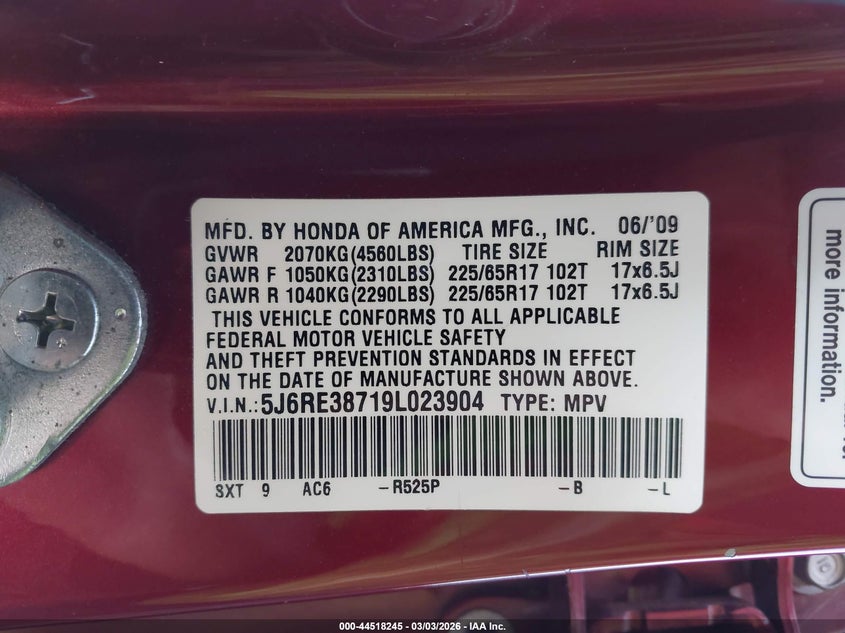 MFD. BY HONDA OF AMERICA MFG., INC. 06/'09
GVWR 2070KG(4560LBS) TIRE SIZE RIM SIZE
GAWR F 1050KG(2310LBS) 225/65R17 102T 17x6.5J
GAWR R 1040KG(2290LBS) 225/65R17 102T 17x6.5J
THIS VEHICLE CONFORMS TO ALL APPLICABLE
FEDERAL MOTOR VEHICLE SAFETY
AND THEFT PREVENTION STANDARDS IN EFFECT
ON THE DATE OF MANUFACTURE SHOWN ABOVE.
V.I.N.:5J6RE38719L023904 TYPE: MPV
SXT 9 AC6 -R525P -B -L
more information.
000-44518245 - 03/03/2026 - IAA Inc.